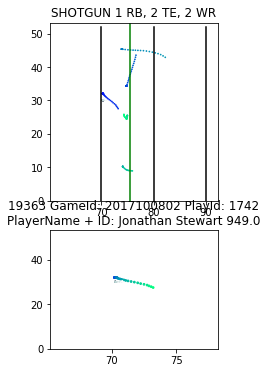 SHOTGUN 1 RB, 2 TE, 2 WR
50
40
30
20
10
0
70 80 90
19363 GameId: 2017100802 PlayId: 1742
PlayerName + ID: Jonathan Stewart 949.0
40
20
0
70 75